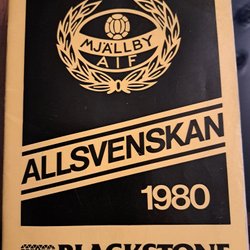 MJÄLLBY
AIF
ALLSVENSKAN
1980
BLACKSTONE